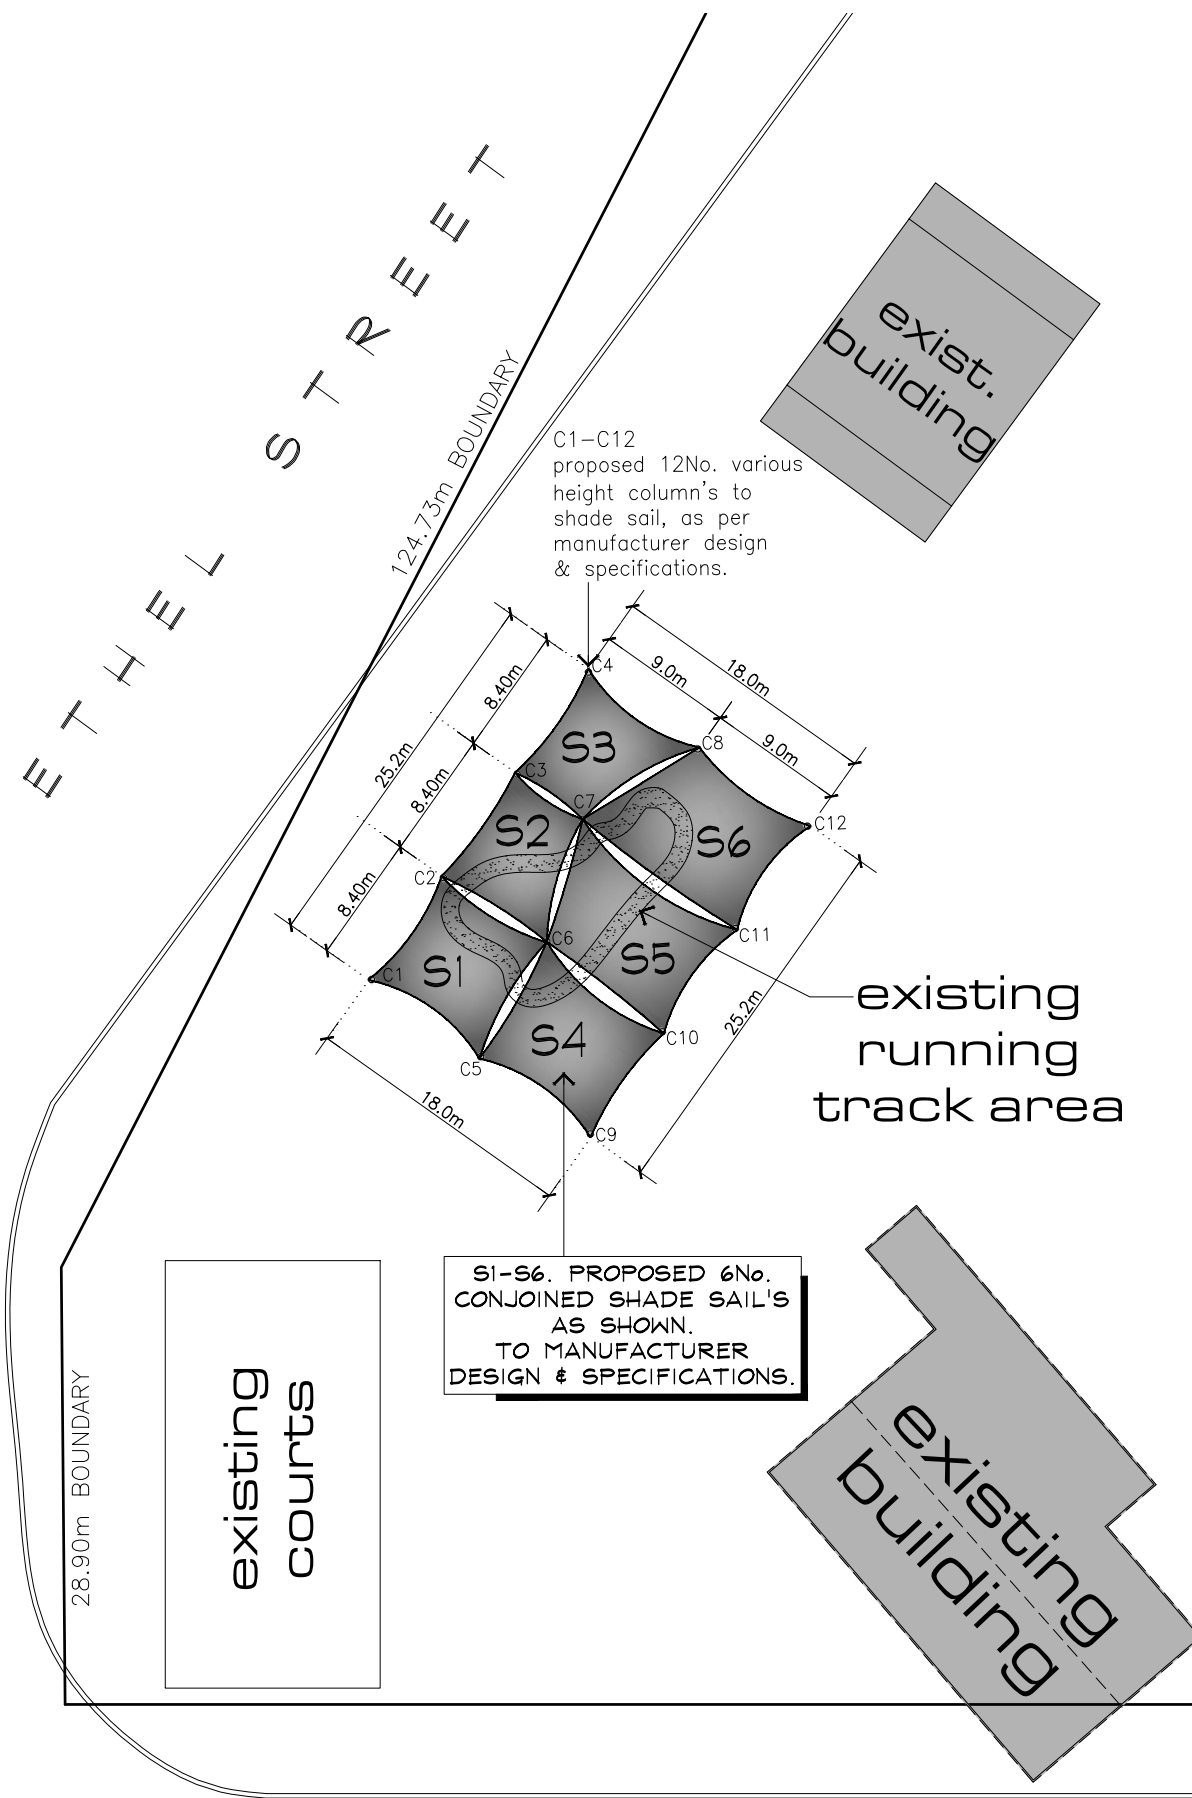 ETHEL STREET
124.73m BOUNDARY
exist.
building
C1-C12
proposed 12No. various
height column's to
shade sail, as per
manufacturer design
& specifications.
C4
8.40m
9.0m
18.0m
25.2m
S3
C8
9.0m
8.40m
C3
C7
S2
S6
C12
C2
8.40m
C6
C11
C1
S1
S5
25.2m
existing
running
track area
C10
S4
C5
18.0m
C9
S1-S6. PROPOSED 6No.
CONJOINED SHADE SAIL'S
AS SHOWN.
TO MANUFACTURER
DESIGN & SPECIFICATIONS.
28.90m BOUNDARY
existing
courts
existing
building